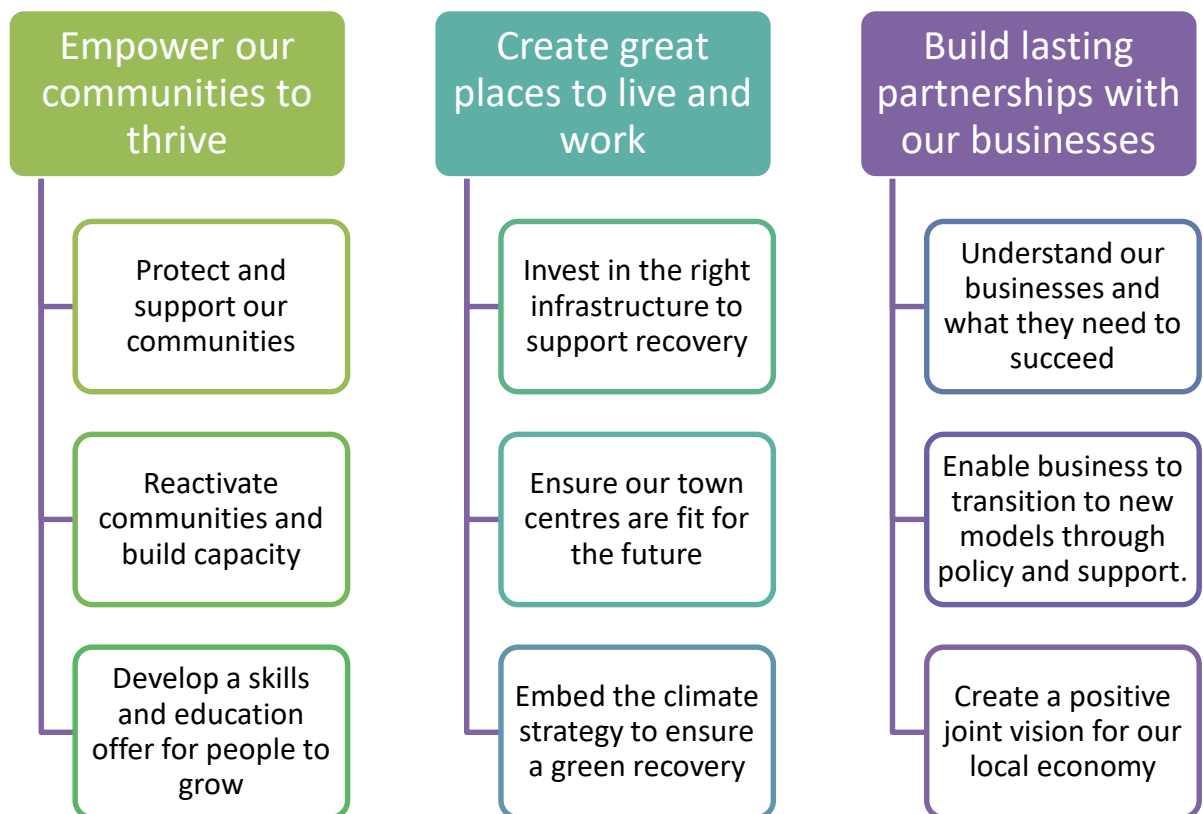 Empower our
communities to
thrive
Protect and
support our
communities
Reactivate
communities and
build capacity
Develop a skills
and education
offer for people to
grow
Create great
places to live and
work
Invest in the right
infrastructure to
support recovery
Ensure our town
centres are fit for
the future
Embed the climate
strategy to ensure
a green recovery
Build lasting
partnerships with
our businesses
Understand our
businesses and
what they need to
succeed
Enable business to
transition to new
models through
policy and support.
Create a positive
joint vision for our
local economy